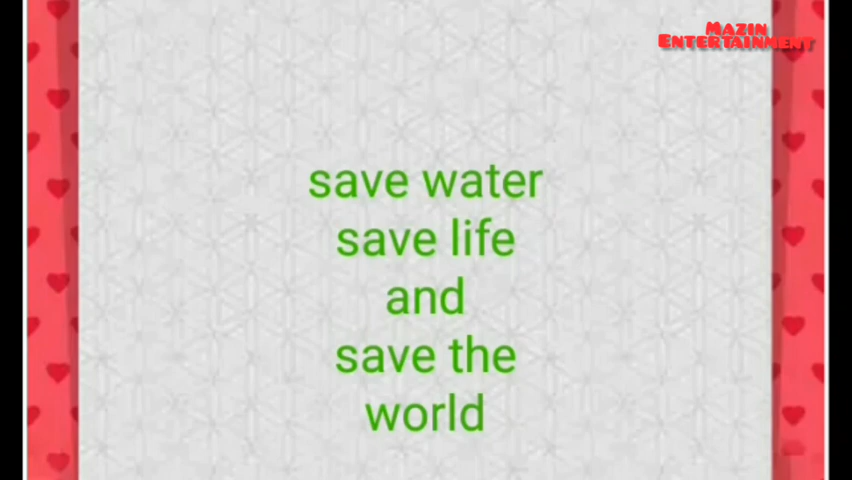 MAZIN
ENTERTAINMENT
save water
save life
and
save the
world